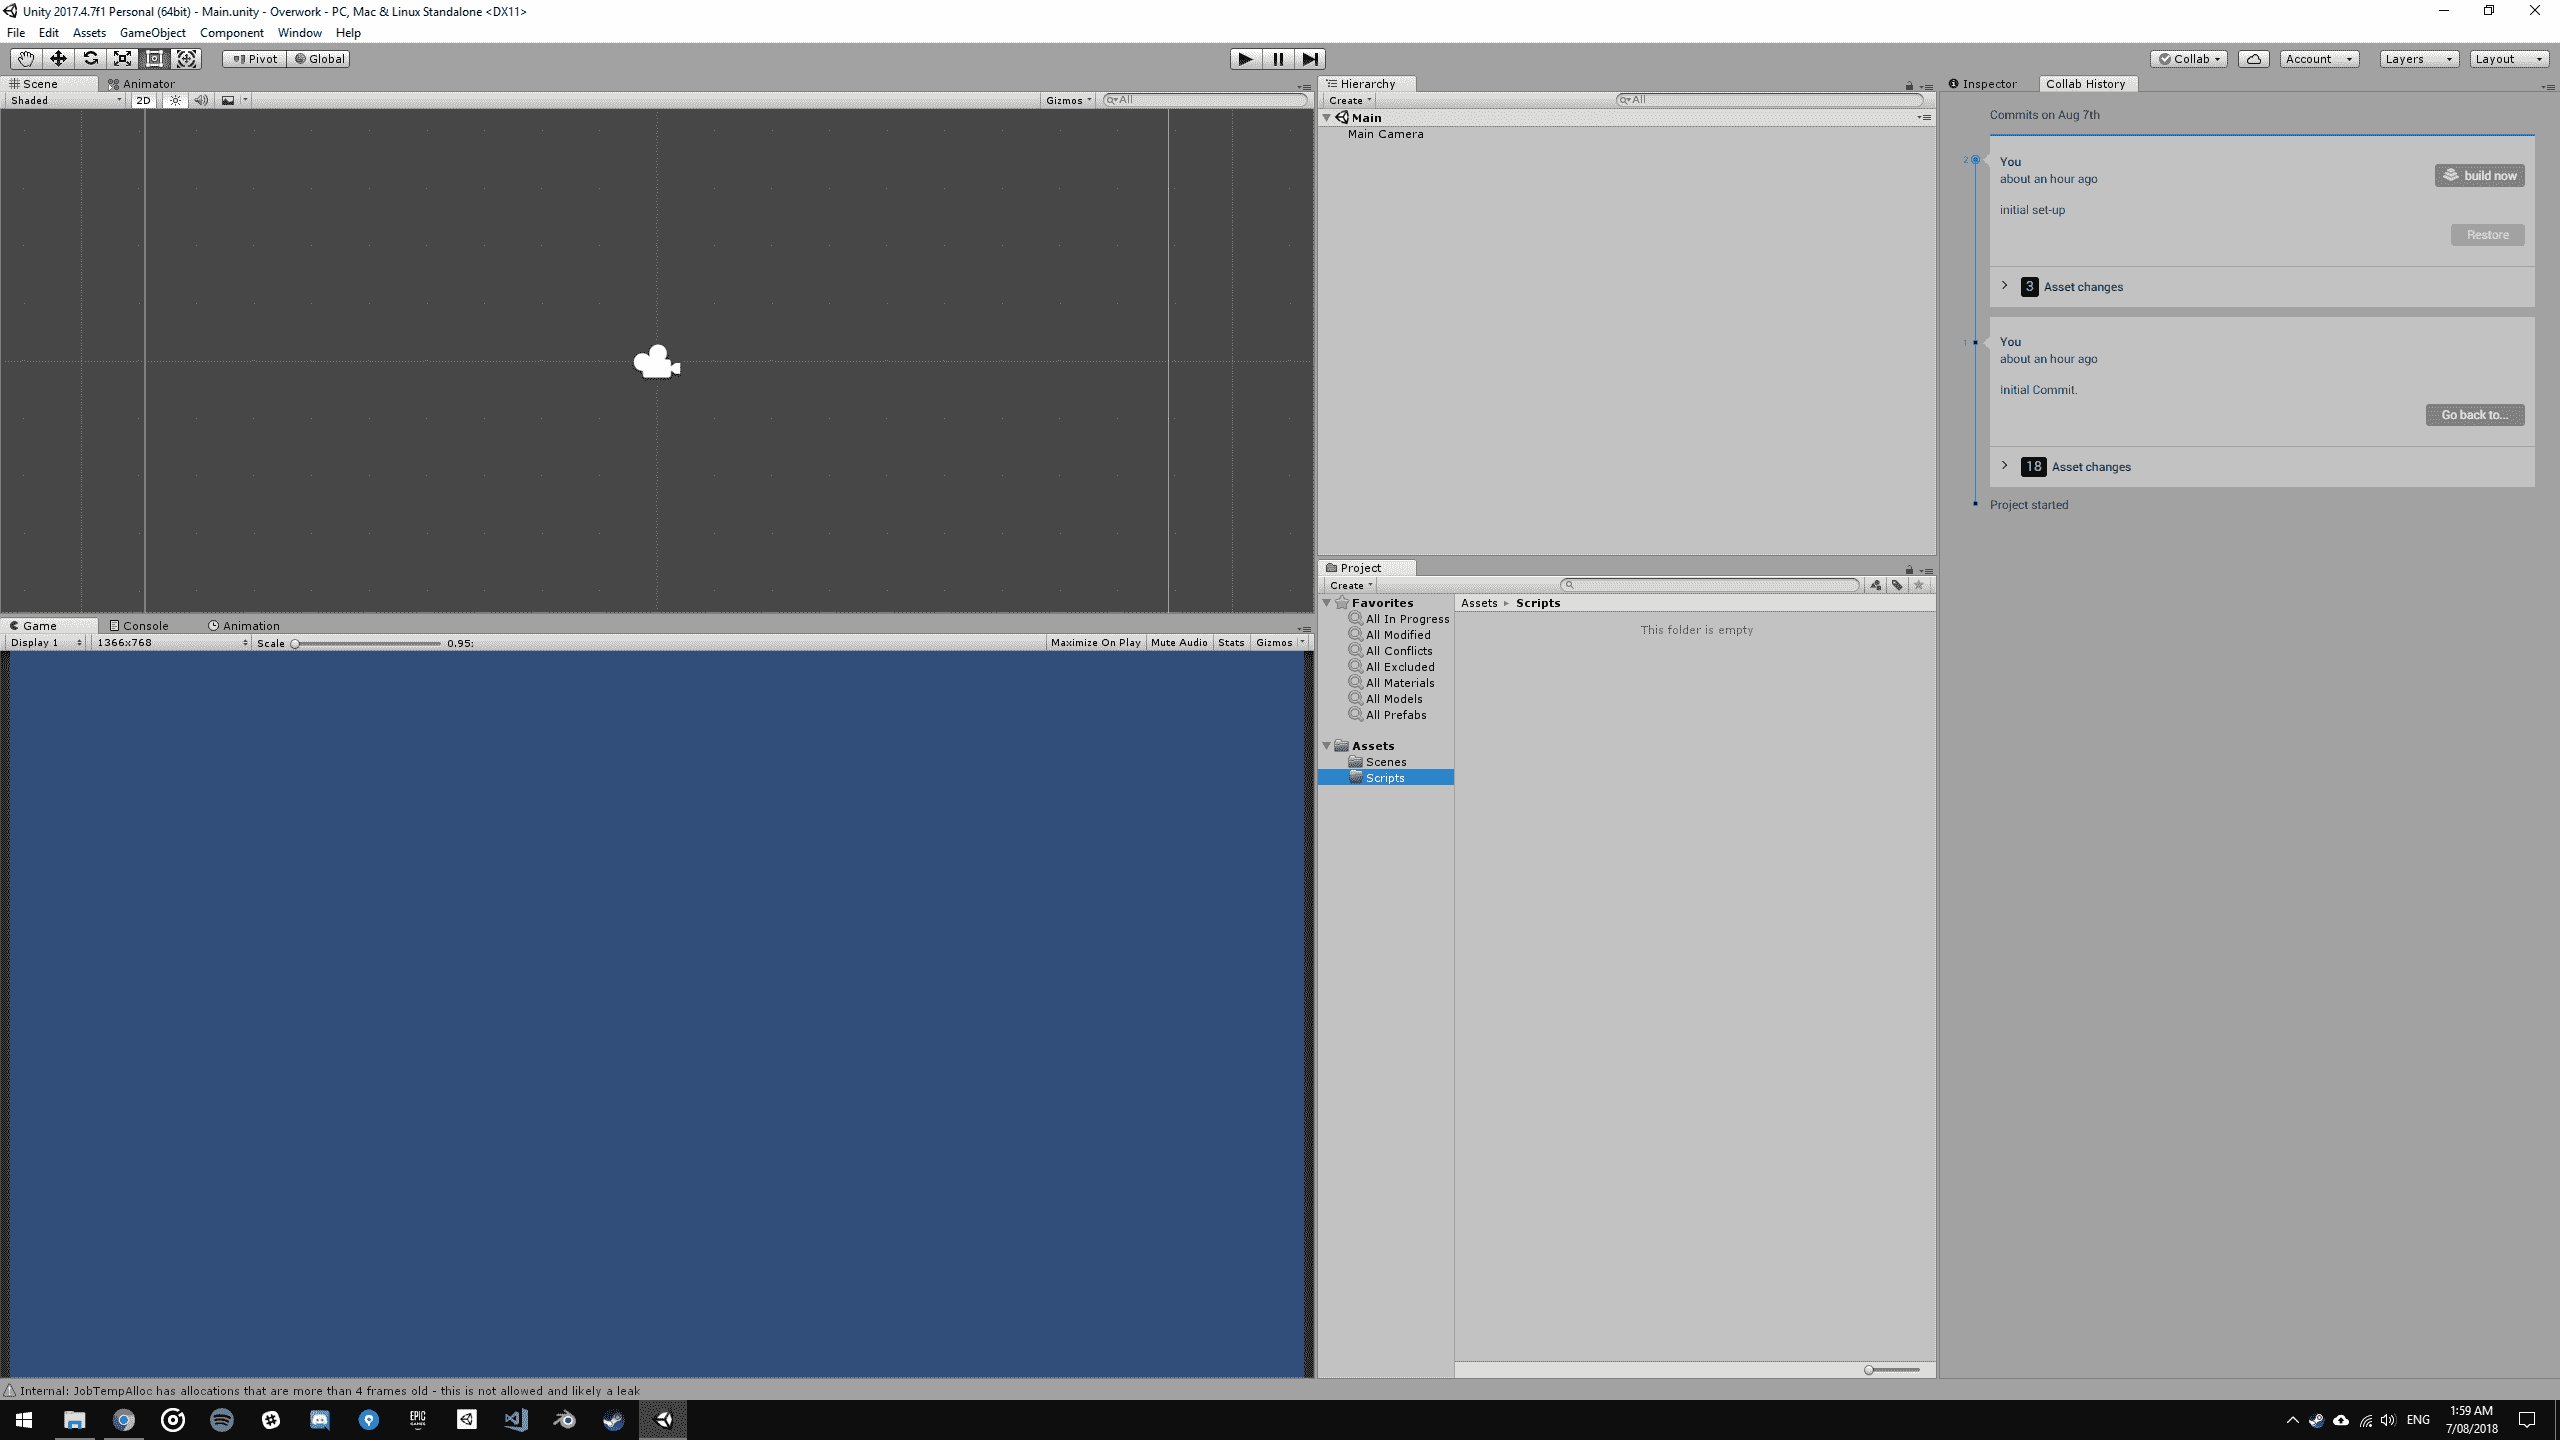 Unity 2017.4.7f1 Personal (64bit) - Main.unity - Overwork - PC, Mac & Linux Standalone <DX11>
File Edit Assets GameObject Component Window Help
Pivot Global
Collab Account Layers Layout
Scene Animator
Shaded 2D Gizmos All
Hierarchy
Create All
Main
Main Camera
Inspector Collab History
Commits on Aug 7th
2
You
about an hour ago
build now
initial set-up
Restore
3 Asset changes
1
You
about an hour ago
Initial Commit.
Go back to...
18 Asset changes
Project started
Project
Create
Favorites
All In Progress
All Modified
All Conflicts
All Excluded
All Materials
All Models
All Prefabs
Assets
Scenes
Scripts
Assets Scripts
This folder is empty
Game Console Animation
Display 1 1366x768 Scale 0.95: Maximize On Play Mute Audio Stats Gizmos
Internal: JobTempAlloc has allocations that are more than 4 frames old - this is not allowed and likely a leak
EPIC
GAMES
ENG
1:59 AM
7/08/2018